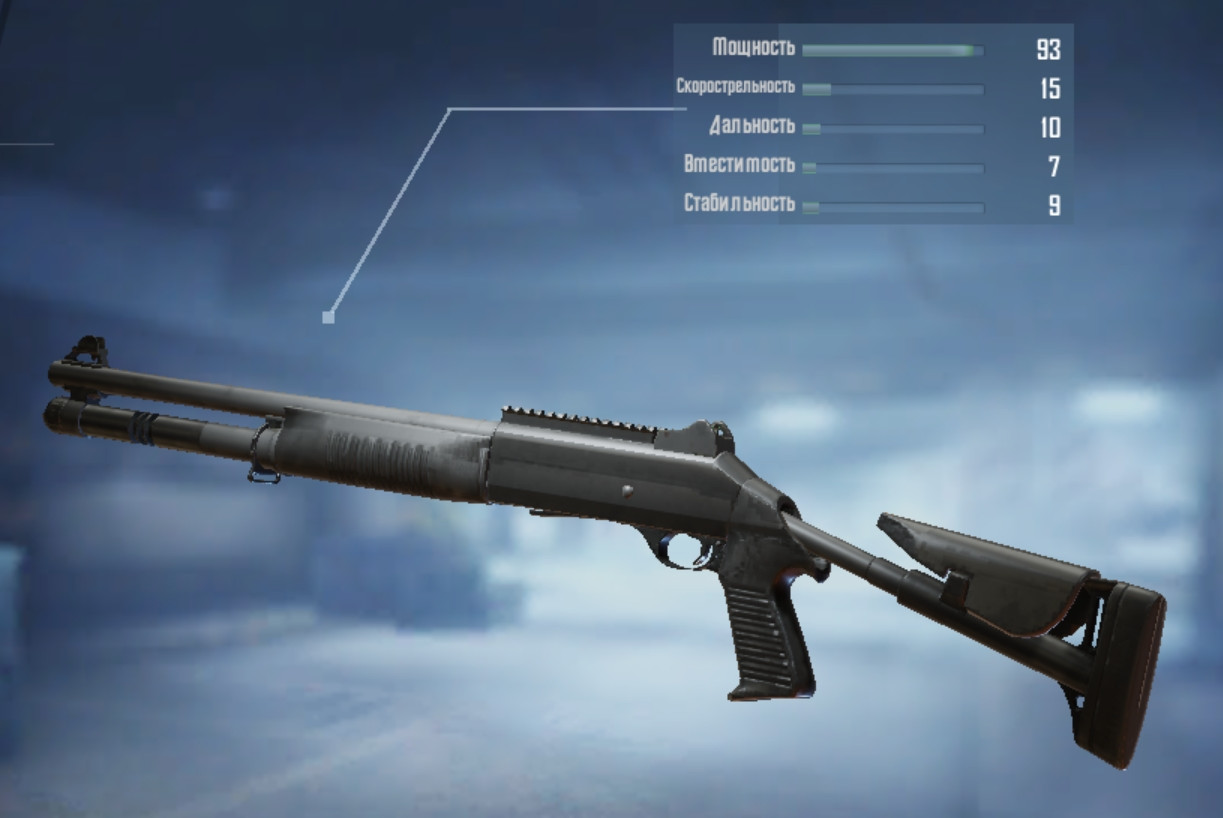 Мощность 93
Скорострельность 15
Дальность 10
Вместимость 7
Стабильность 9